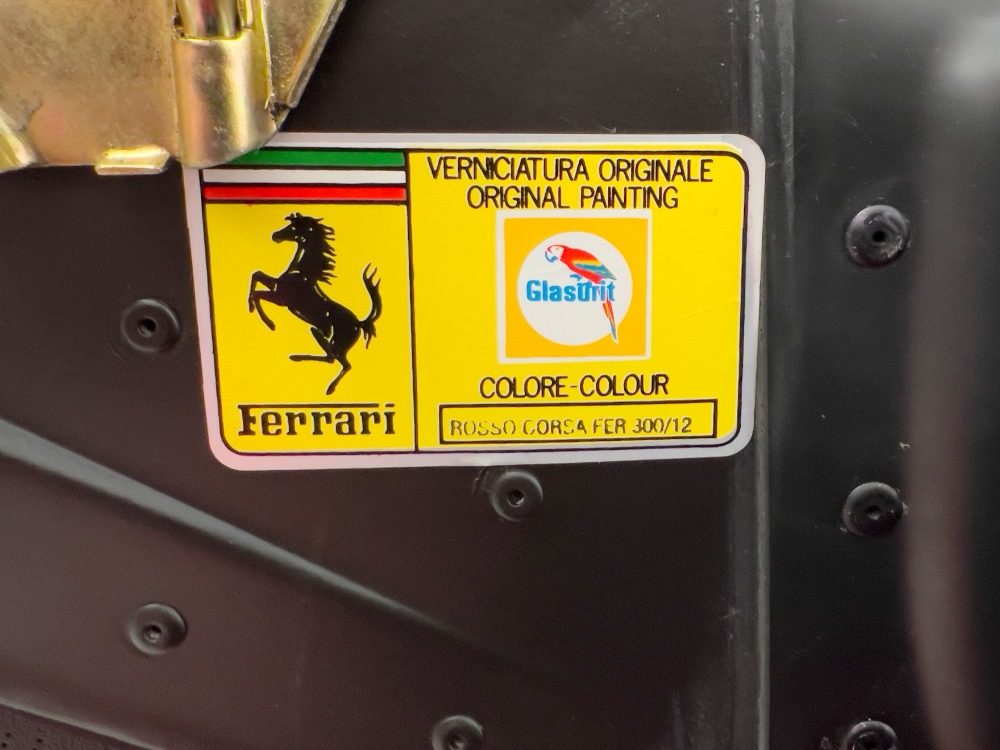 VERNICIATURA ORIGINALE
ORIGINAL PAINTING
Glasurit
COLORE-COLOUR
ROSSO CORSA FER 300/12
Ferrari